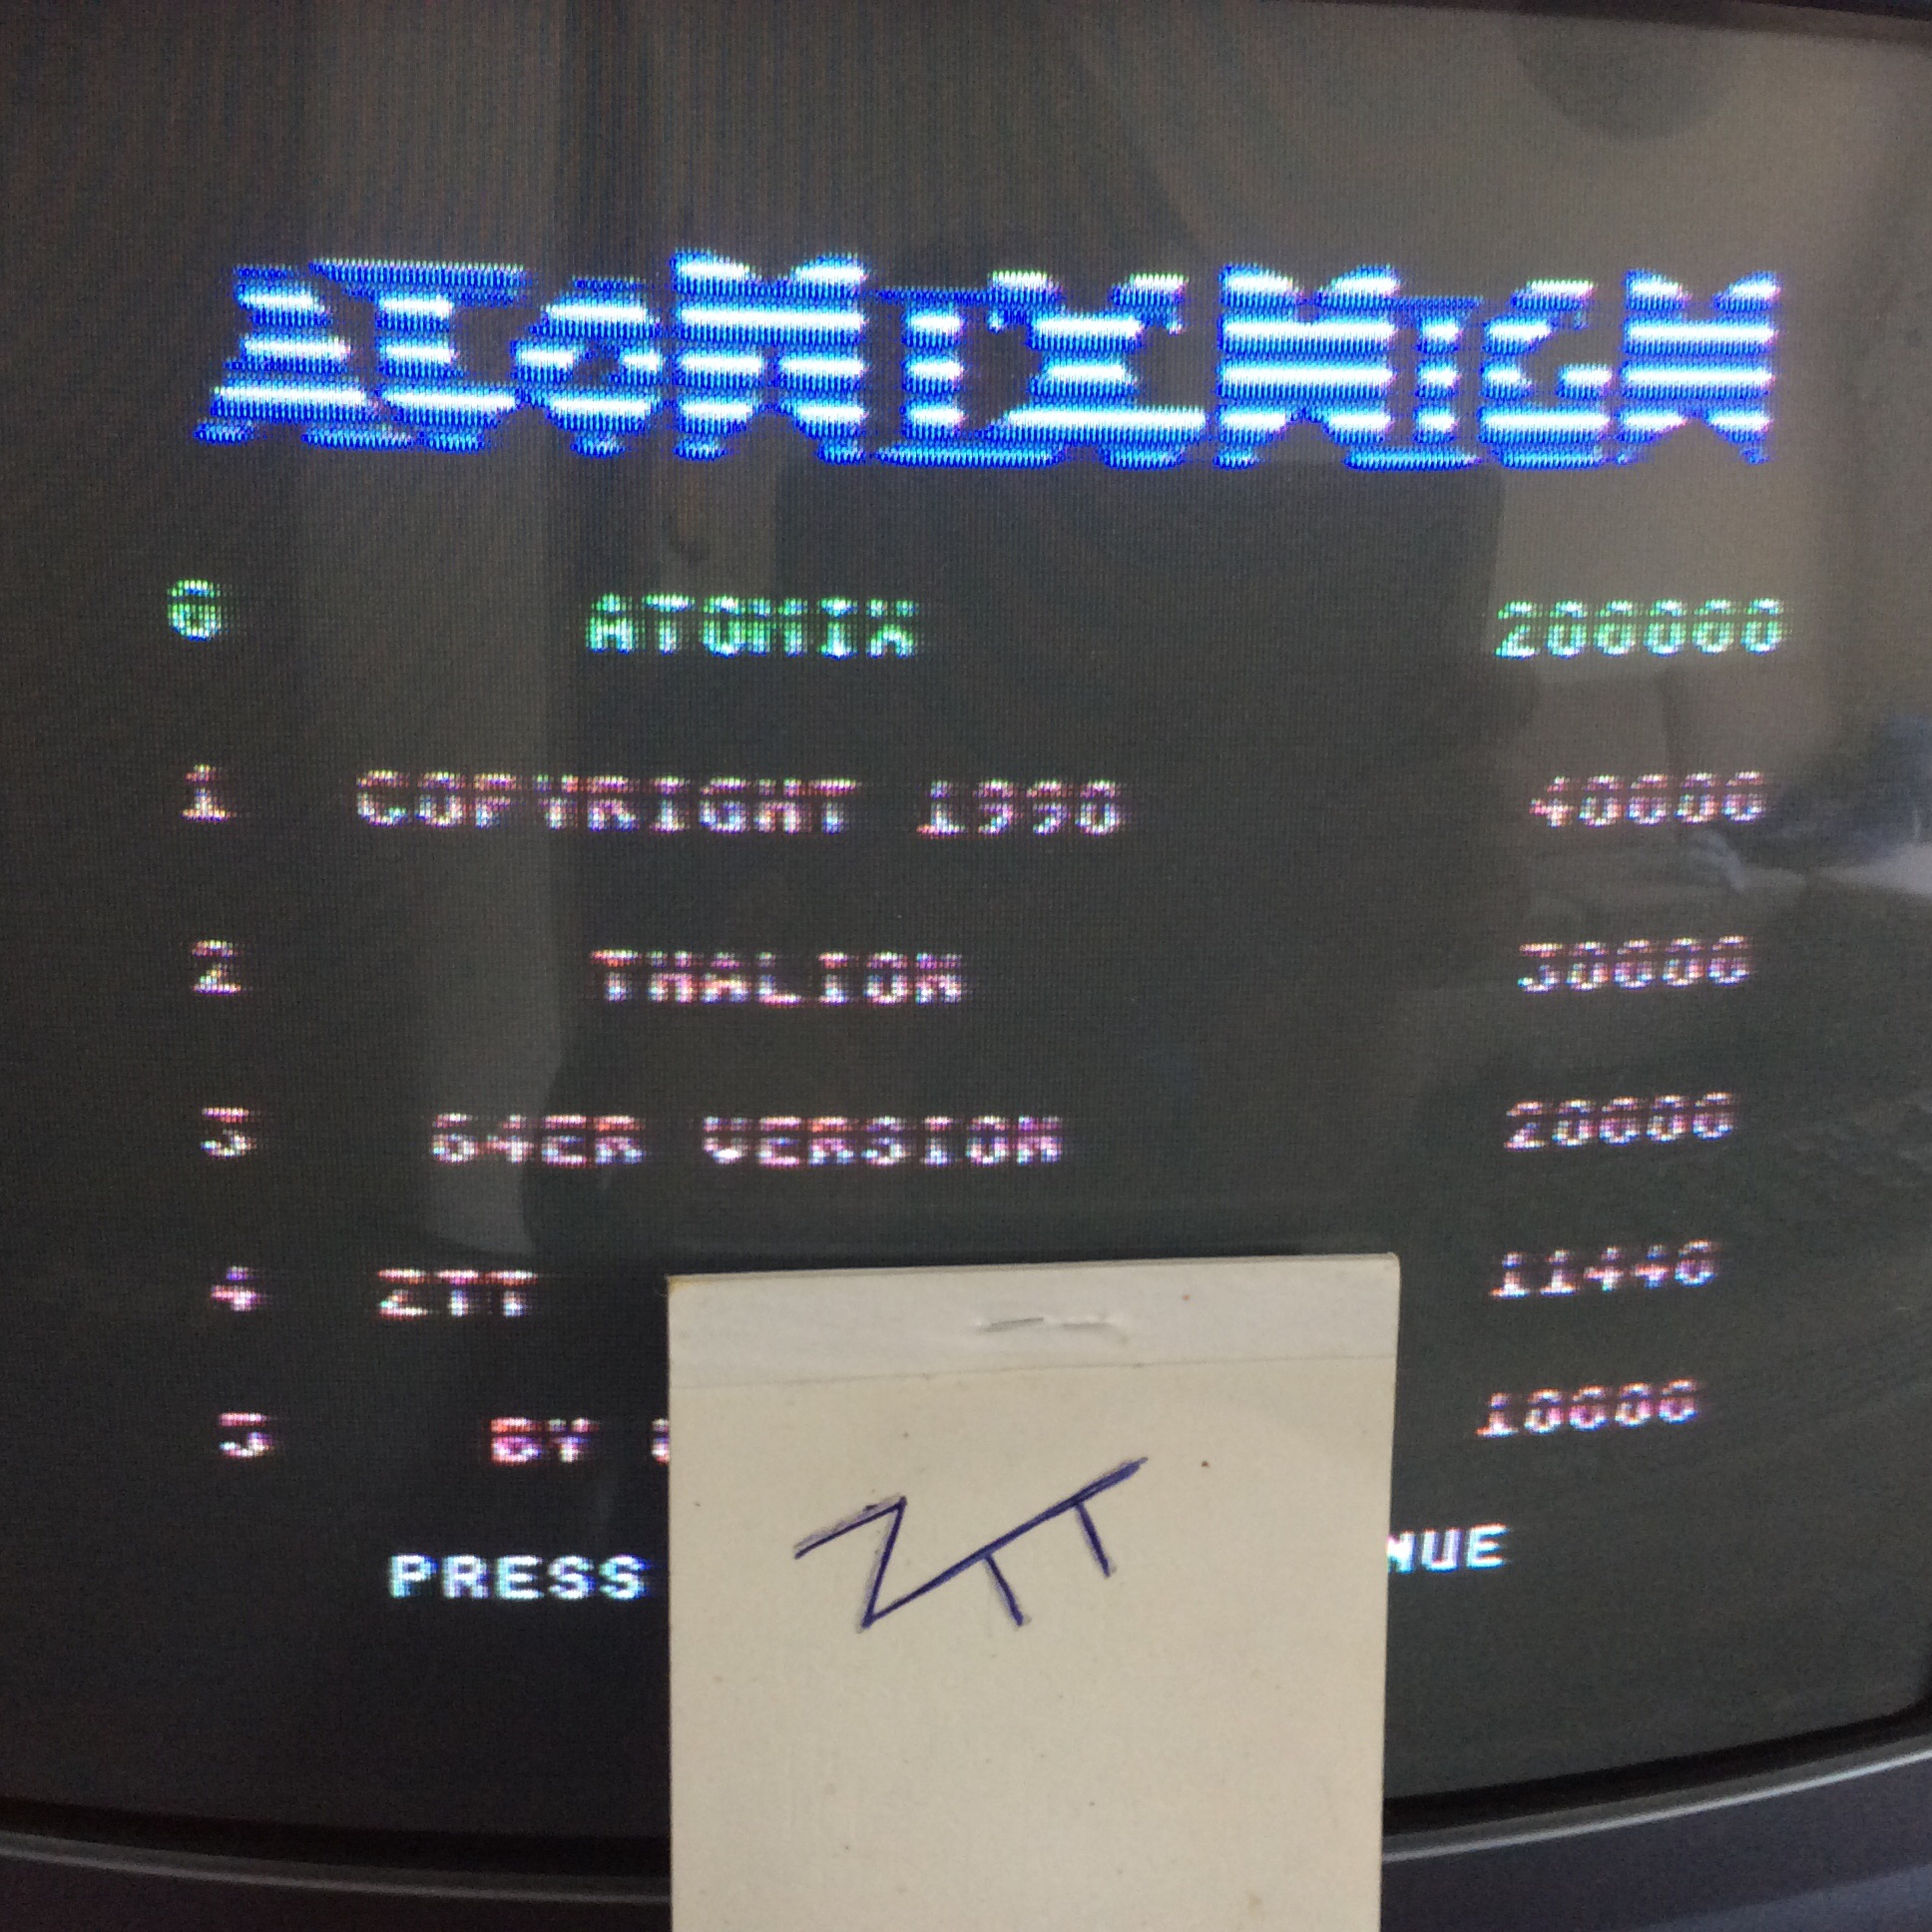 ATOMIX HIGH
0 ATOMIX 200000
1 COPYRIGHT 1990 40000
2 THALION 30000
3 64ER VERSION 20000
4 ZTT 11440
5 BY 10000
PRESS NUE
ZTT